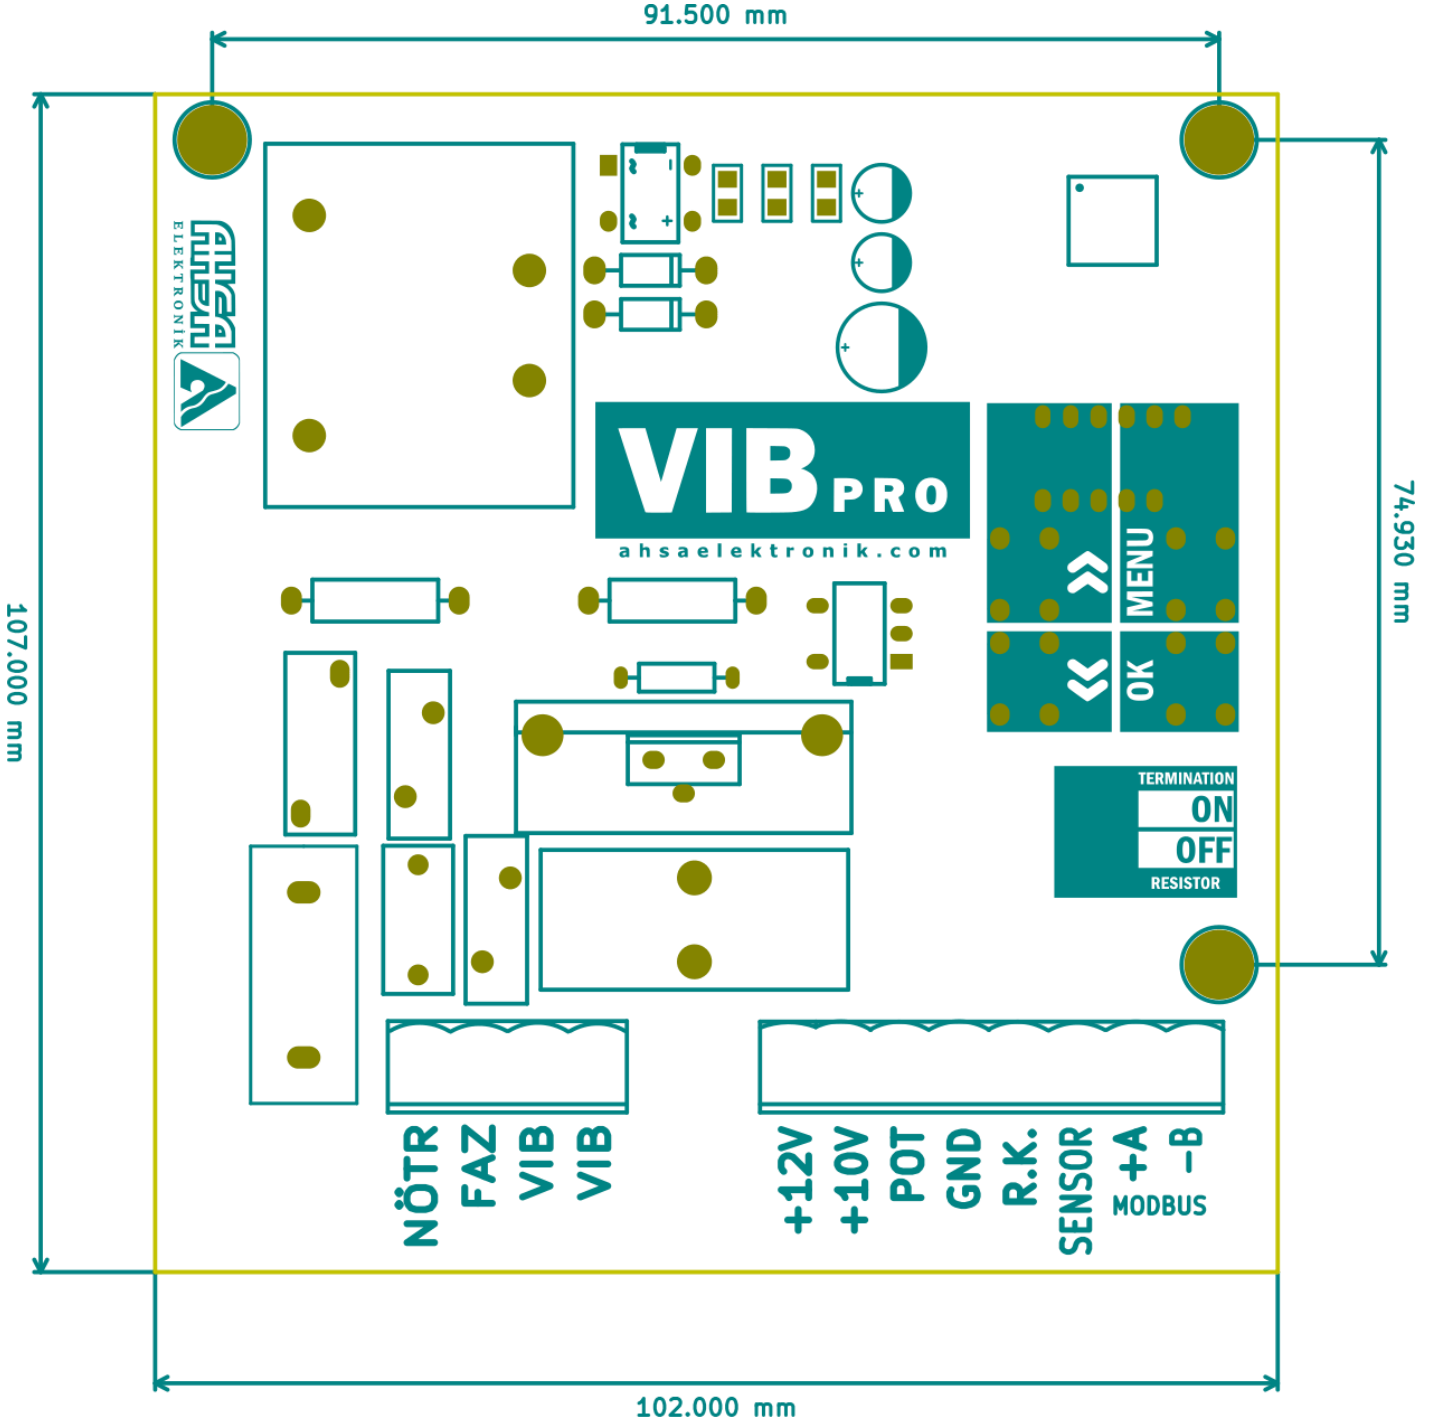 91.500 mm
AHSA
ELEKTRONİK
VIB PRO
ahsaelektronik.com
MENU
OK
74.930 mm
107.000 mm
TERMINATION
ON
OFF
RESISTOR
NÖTR
FAZ
VIB
VIB
+12V
+10V
POT
GND
R.K.
SENSOR
+A
-B
MODBUS
102.000 mm